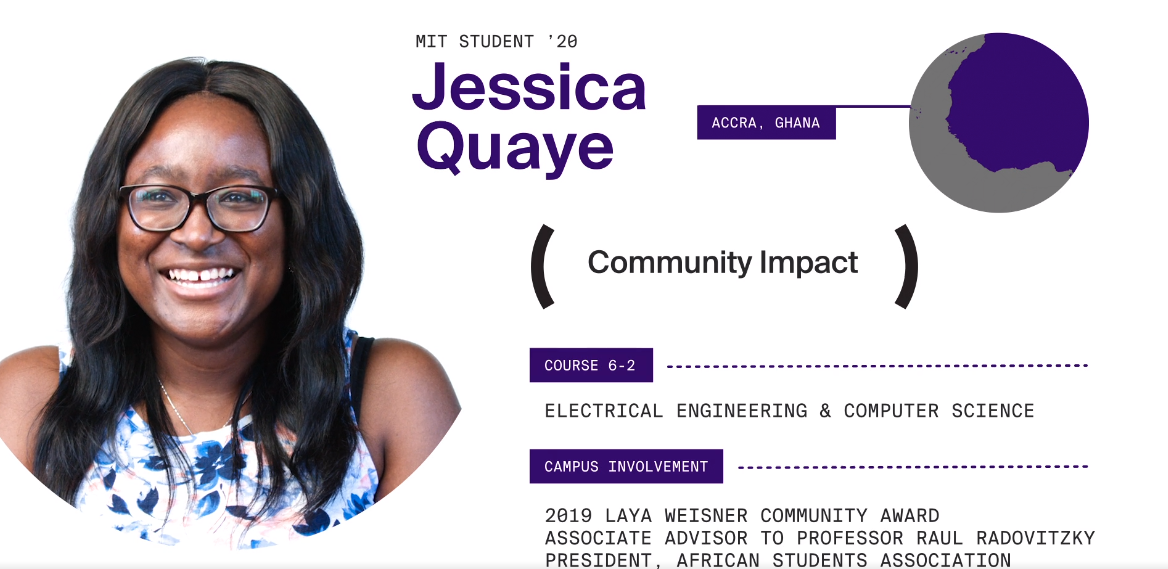 MIT STUDENT ’20
Jessica
Quaye
ACCRA, GHANA
( Community Impact )
COURSE 6-2
ELECTRICAL ENGINEERING & COMPUTER SCIENCE
CAMPUS INVOLVEMENT
2019 LAYA WEISNER COMMUNITY AWARD
ASSOCIATE ADVISOR TO PROFESSOR RAUL RADOVITZKY
PRESIDENT, AFRICAN STUDENTS ASSOCIATION